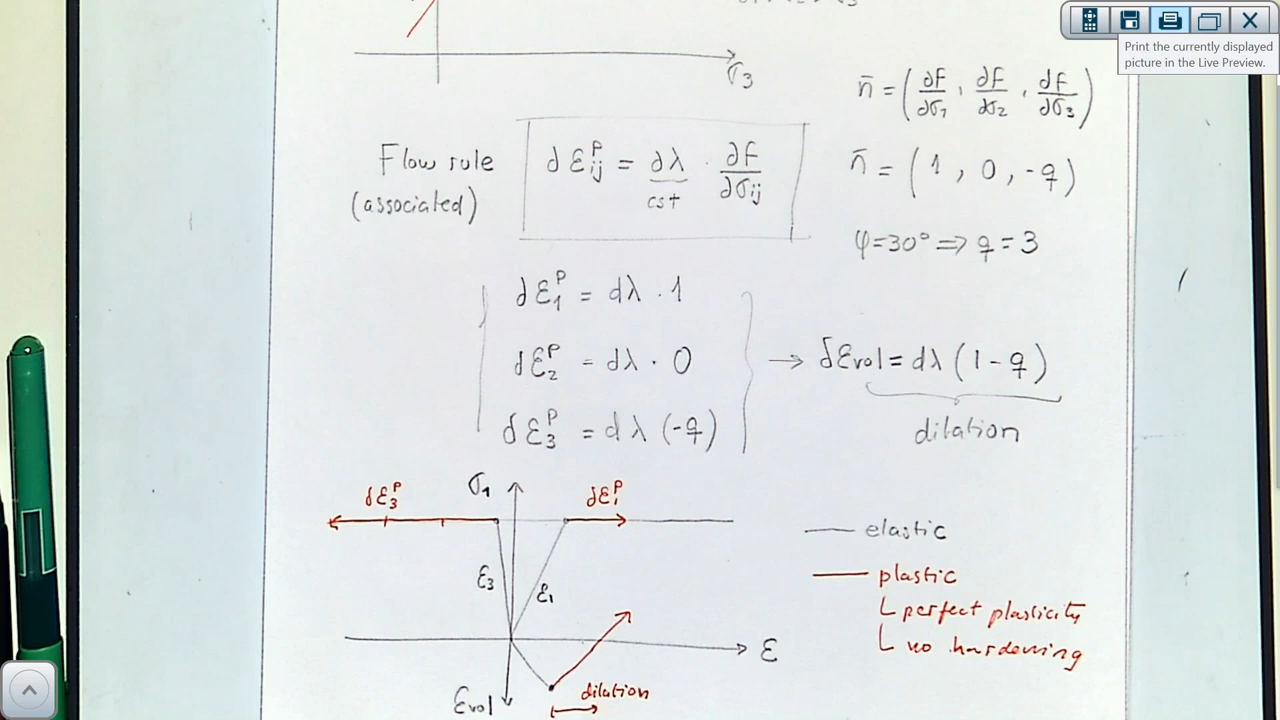 σ3
n̄ = (∂F/∂σ1, ∂F/∂σ2, ∂F/∂σ3)
Print the currently displayed
picture in the Live Preview.
Flow rule
(associated)
dε^p_ij = dλ · ∂F/∂σij
cst
n̄ = (1, 0, -q)
φ=30° ⇒ q = 3
dε^p_1 = dλ · 1
dε^p_2 = dλ · 0
dε^p_3 = dλ (-q)
→ dεvol = dλ (1 - q)
dilation
dε^p_3
σ1
dε^p_1
elastic
plastic
perfect plasticity
no hardening
ε3
ε1
ε
εvol
dilation